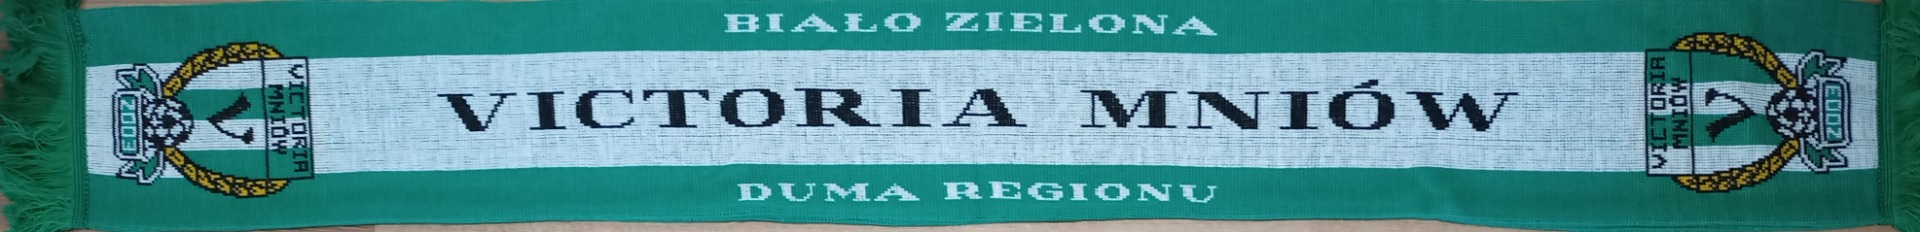 BIAŁO ZIELONA
VICTORIA
MNIÓW
V
2003
VICTORIA MNIÓW
VICTORIA
MNIÓW
V
2003
DUMA REGIONU